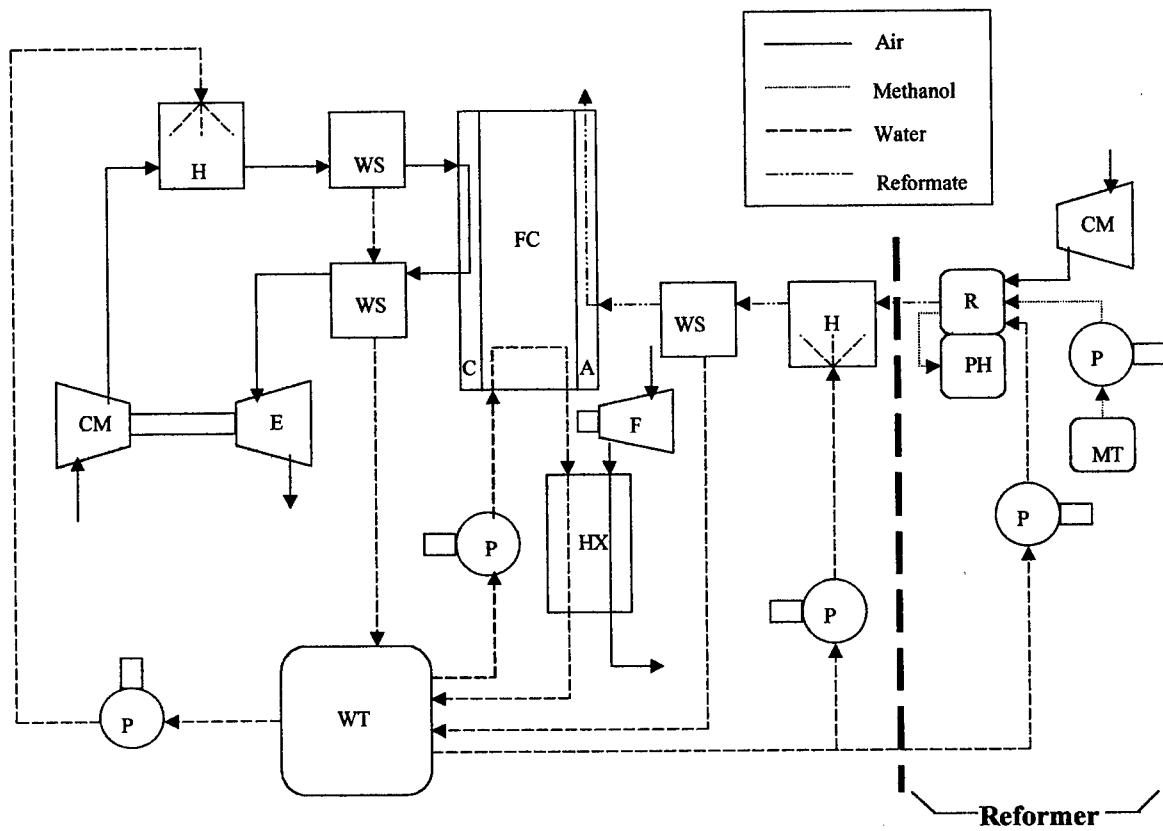 Air
Methanol
Water
Reformate
H
WS
FC
CM
WS
WS
H
R
PH
P
MT
C
A
CM
E
F
P
HX
P
P
P
WT
Reformer